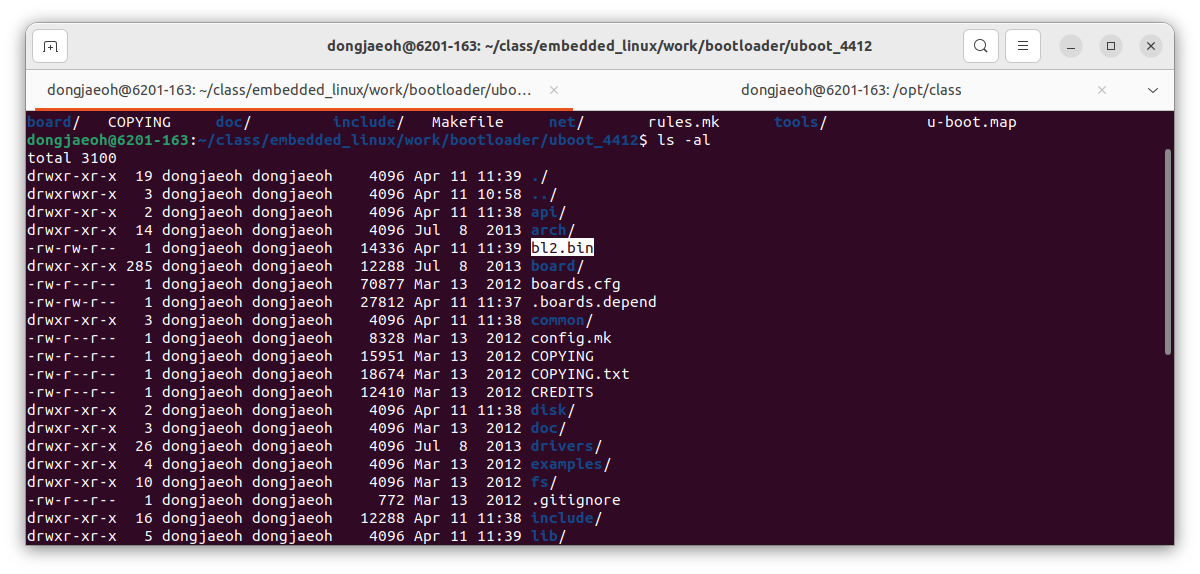 dongjaeoh@6201-163: ~/class/embedded_linux/work/bootloader/uboot_4412
dongjaeoh@6201-163: ~/class/embedded_linux/work/bootloader/ubo… × dongjaeoh@6201-163: /opt/class ×
board/   COPYING     doc/         include/   Makefile     net/       rules.mk      tools/           u-boot.map
dongjaeoh@6201-163:~/class/embedded_linux/work/bootloader/uboot_4412$ ls -al
total 3100
drwxr-xr-x  19 dongjaeoh dongjaeoh    4096 Apr 11 11:39 ./
drwxrwxr-x   3 dongjaeoh dongjaeoh    4096 Apr 11 10:58 ../
drwxr-xr-x   2 dongjaeoh dongjaeoh    4096 Apr 11 11:38 api/
drwxr-xr-x  14 dongjaeoh dongjaeoh    4096 Jul  8  2013 arch/
-rw-rw-r--   1 dongjaeoh dongjaeoh   14336 Apr 11 11:39 bl2.bin
drwxr-xr-x 285 dongjaeoh dongjaeoh   12288 Jul  8  2013 board/
-rw-r--r--   1 dongjaeoh dongjaeoh   70877 Mar 13  2012 boards.cfg
-rw-rw-r--   1 dongjaeoh dongjaeoh   27812 Apr 11 11:37 .boards.depend
drwxr-xr-x   3 dongjaeoh dongjaeoh    4096 Apr 11 11:38 common/
-rw-r--r--   1 dongjaeoh dongjaeoh    8328 Mar 13  2012 config.mk
-rw-r--r--   1 dongjaeoh dongjaeoh   15951 Mar 13  2012 COPYING
-rw-r--r--   1 dongjaeoh dongjaeoh   18674 Mar 13  2012 COPYING.txt
-rw-r--r--   1 dongjaeoh dongjaeoh   12410 Mar 13  2012 CREDITS
drwxr-xr-x   2 dongjaeoh dongjaeoh    4096 Apr 11 11:38 disk/
drwxr-xr-x   3 dongjaeoh dongjaeoh    4096 Mar 13  2012 doc/
drwxr-xr-x  26 dongjaeoh dongjaeoh    4096 Jul  8  2013 drivers/
drwxr-xr-x   4 dongjaeoh dongjaeoh    4096 Mar 13  2012 examples/
drwxr-xr-x  10 dongjaeoh dongjaeoh    4096 Mar 13  2012 fs/
-rw-r--r--   1 dongjaeoh dongjaeoh     772 Mar 13  2012 .gitignore
drwxr-xr-x  16 dongjaeoh dongjaeoh   12288 Apr 11 11:38 include/
drwxr-xr-x   5 dongjaeoh dongjaeoh    4096 Apr 11 11:39 lib/